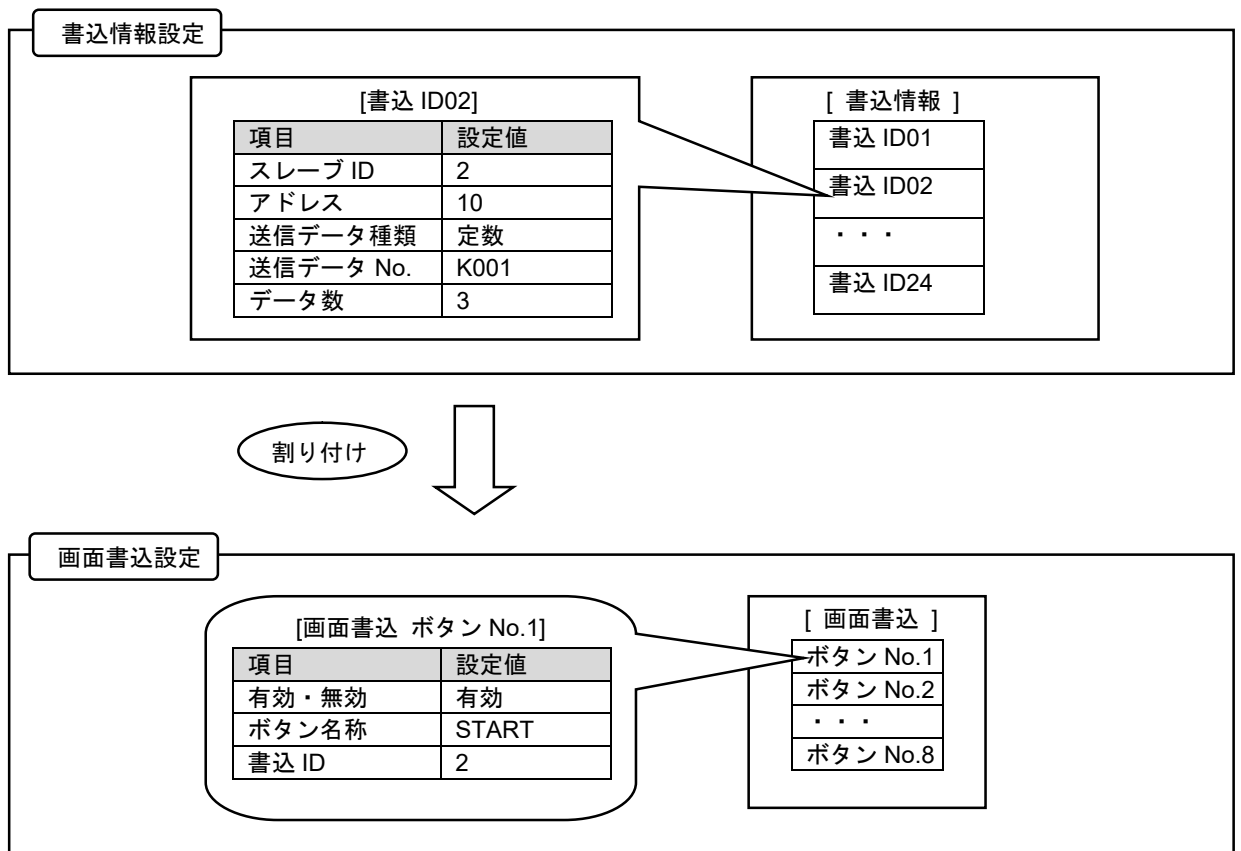 書込情報設定
[書込 ID02]
項目 設定値
スレーブ ID 2
アドレス 10
送信データ種類 定数
送信データ No. K001
データ数 3
[ 書込情報 ]
書込 ID01
書込 ID02
・・・
書込 ID24
割り付け
画面書込設定
[画面書込 ボタン No.1]
項目 設定値
有効・無効 有効
ボタン名称 START
書込 ID 2
[ 画面書込 ]
ボタン No.1
ボタン No.2
・・・
ボタン No.8